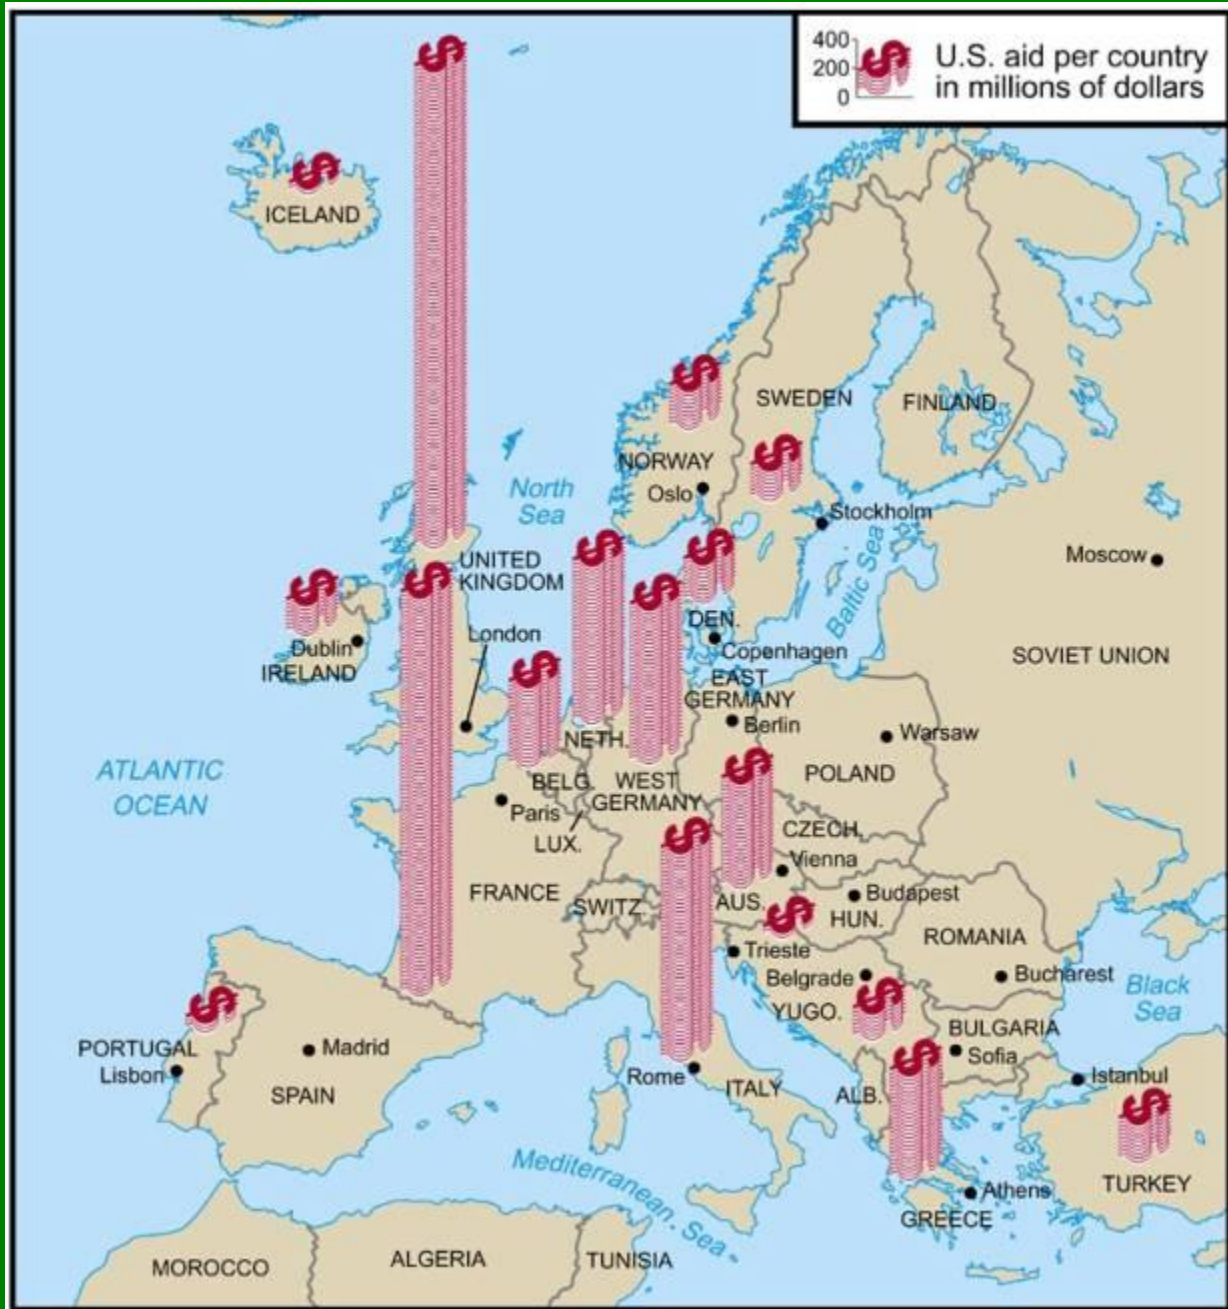 400
200
0
U.S. aid per country
in millions of dollars
ICELAND
SWEDEN
FINLAND
NORWAY
Oslo
North
Sea
Stockholm
Baltic Sea
Moscow
UNITED
KINGDOM
London
Dublin
IRELAND
DEN.
Copenhagen
SOVIET UNION
EAST
GERMANY
Berlin
Warsaw
NETH.
POLAND
ATLANTIC
OCEAN
BELG.
WEST
GERMANY
Paris
LUX.
CZECH.
Vienna
FRANCE
SWITZ.
AUS.
Budapest
HUN.
ROMANIA
Trieste
Belgrade
Bucharest
Black
Sea
YUGO.
BULGARIA
Sofia
PORTUGAL
Lisbon
Madrid
SPAIN
Rome
ITALY
ALB.
Istanbul
Mediterranean Sea
TURKEY
Athens
GREECE
MOROCCO
ALGERIA
TUNISIA